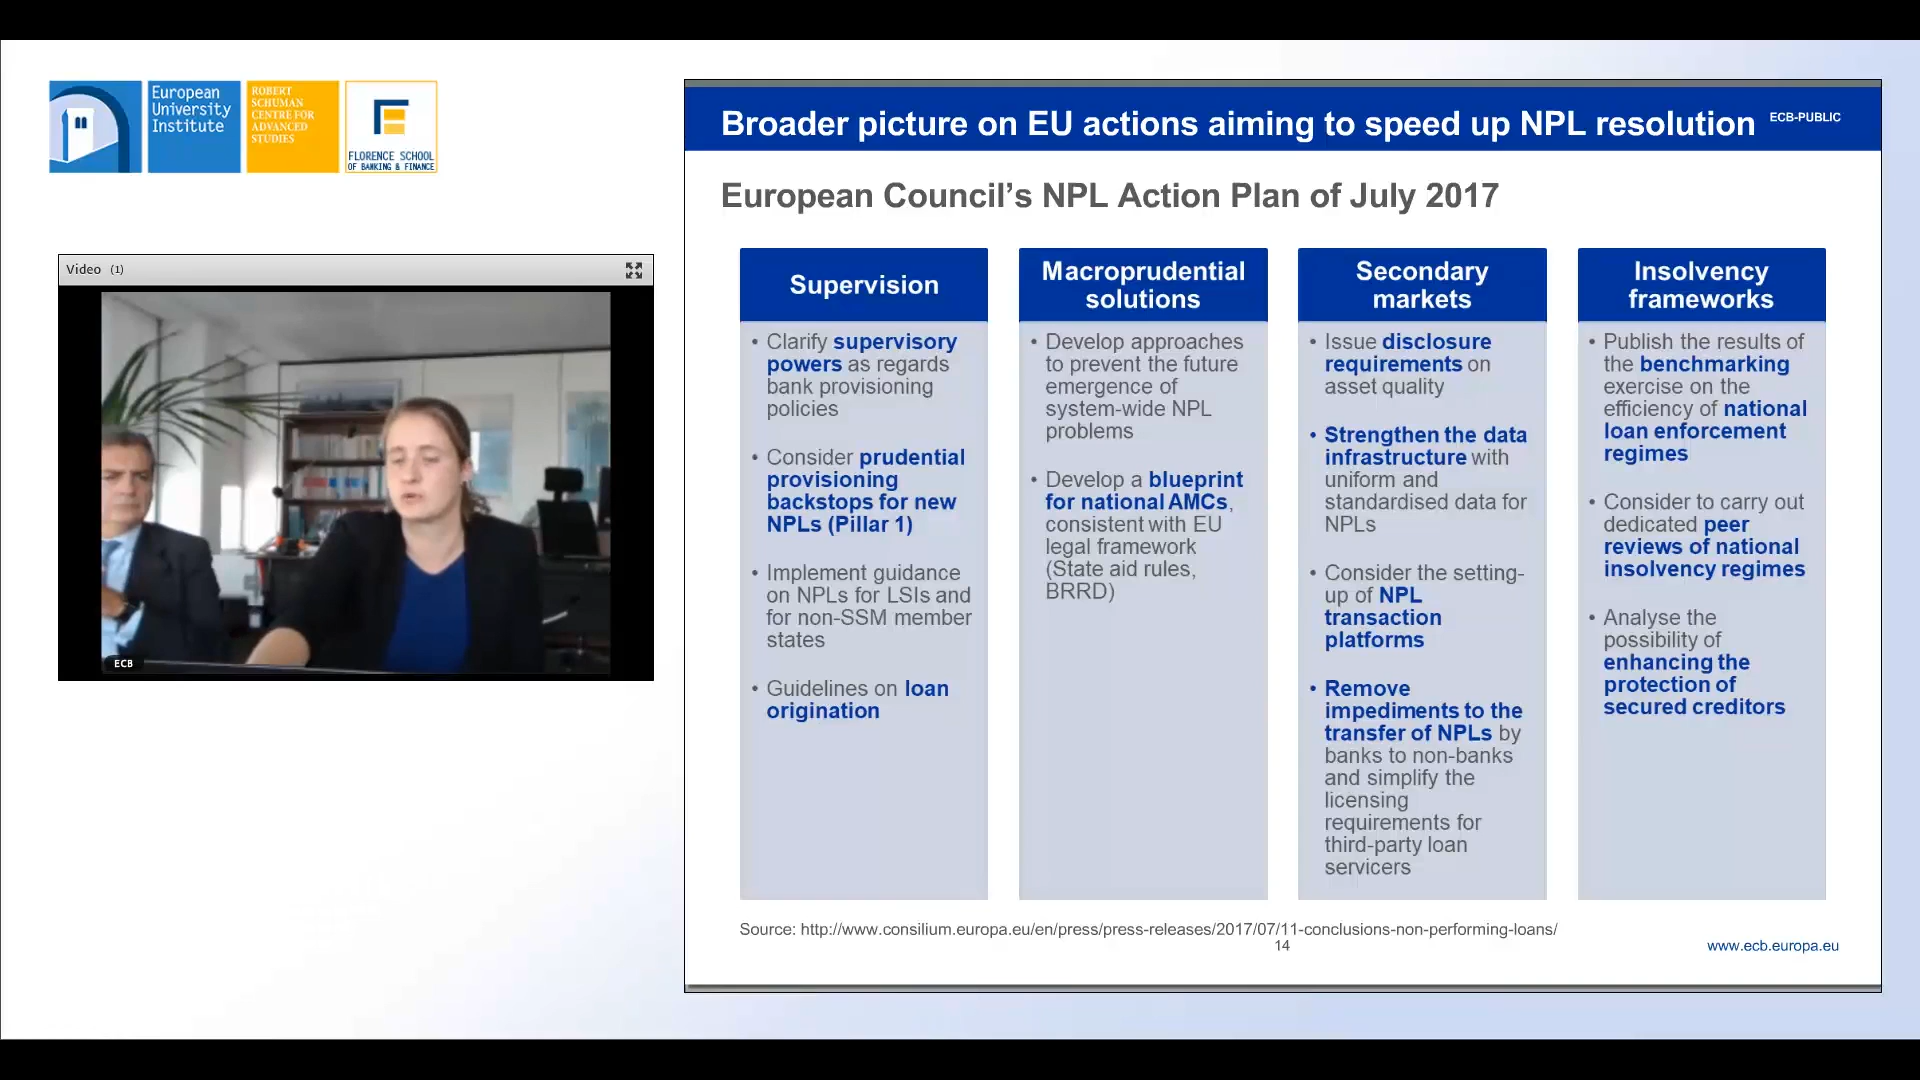 European
University
Institute
ROBERT
SCHUMAN
CENTRE FOR
ADVANCED
STUDIES
FLORENCE SCHOOL
OF BANKING & FINANCE
Video (1)
ECB
Broader picture on EU actions aiming to speed up NPL resolution
ECB-PUBLIC
European Council’s NPL Action Plan of July 2017
Supervision
• Clarify supervisory
powers as regards
bank provisioning
policies
• Consider prudential
provisioning
backstops for new
NPLs (Pillar 1)
• Implement guidance
on NPLs for LSIs and
for non-SSM member
states
• Guidelines on loan
origination
Macroprudential
solutions
• Develop approaches
to prevent the future
emergence of
system-wide NPL
problems
• Develop a blueprint
for national AMCs,
consistent with EU
legal framework
(State aid rules,
BRRD)
Secondary
markets
• Issue disclosure
requirements on
asset quality
• Strengthen the data
infrastructure with
uniform and
standardised data for
NPLs
• Consider the setting-
up of NPL
transaction
platforms
• Remove
impediments to the
transfer of NPLs by
banks to non-banks
and simplify the
licensing
requirements for
third-party loan
servicers
Insolvency
frameworks
• Publish the results of
the benchmarking
exercise on the
efficiency of national
loan enforcement
regimes
• Consider to carry out
dedicated peer
reviews of national
insolvency regimes
• Analyse the
possibility of
enhancing the
protection of
secured creditors
Source: http://www.consilium.europa.eu/en/press/press-releases/2017/07/11-conclusions-non-performing-loans/
14
www.ecb.europa.eu